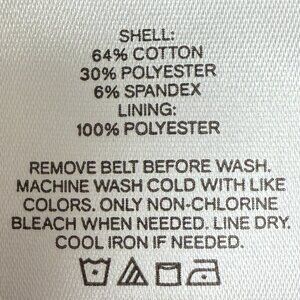 SHELL:
64% COTTON
30% POLYESTER
6% SPANDEX
LINING:
100% POLYESTER
REMOVE BELT BEFORE WASH.
MACHINE WASH COLD WITH LIKE
COLORS. ONLY NON-CHLORINE
BLEACH WHEN NEEDED. LINE DRY.
COOL IRON IF NEEDED.